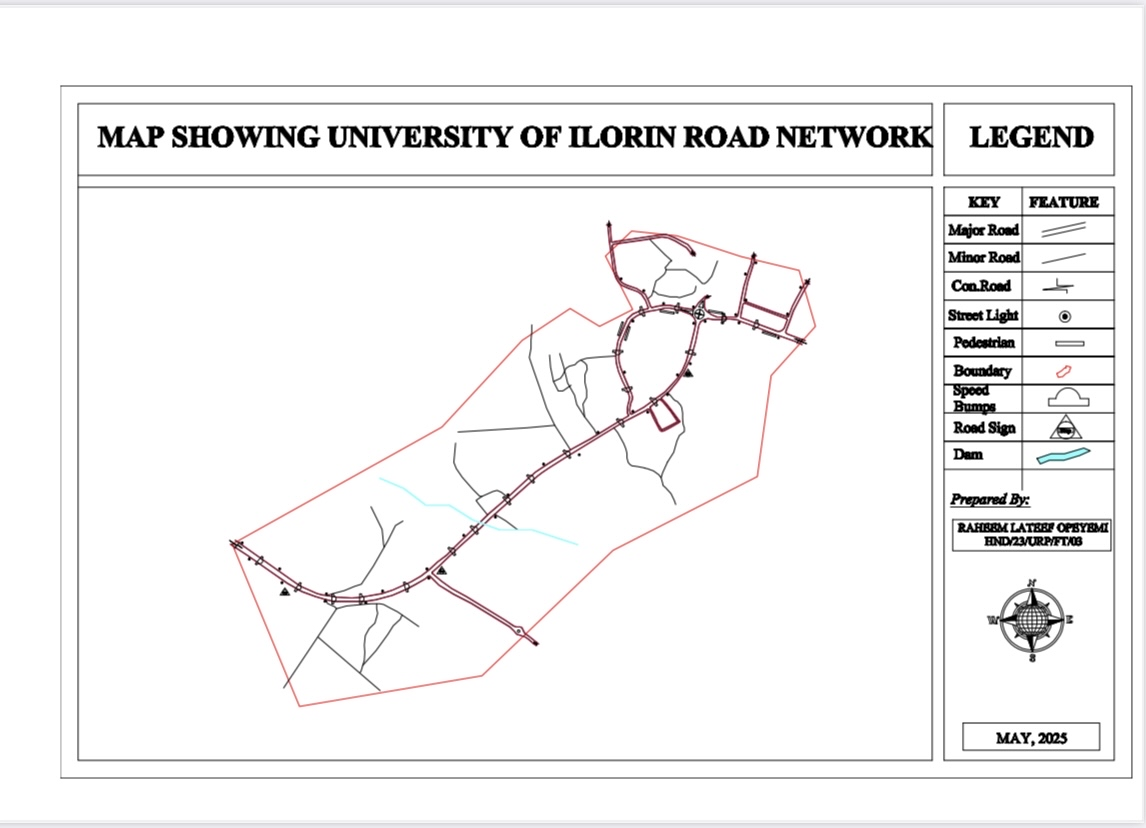 MAP SHOWING UNIVERSITY OF ILORIN ROAD NETWORK
LEGEND
KEY FEATURE
Major Road
Minor Road
Con.Road
Street Light
Pedestrian
Boundary
Speed
Bumps
Road Sign
Dam
Prepared By:
RAHEEM LATEEF OPEYEMI
HND/23/URP/FT/03
N
W E
S
MAY, 2025